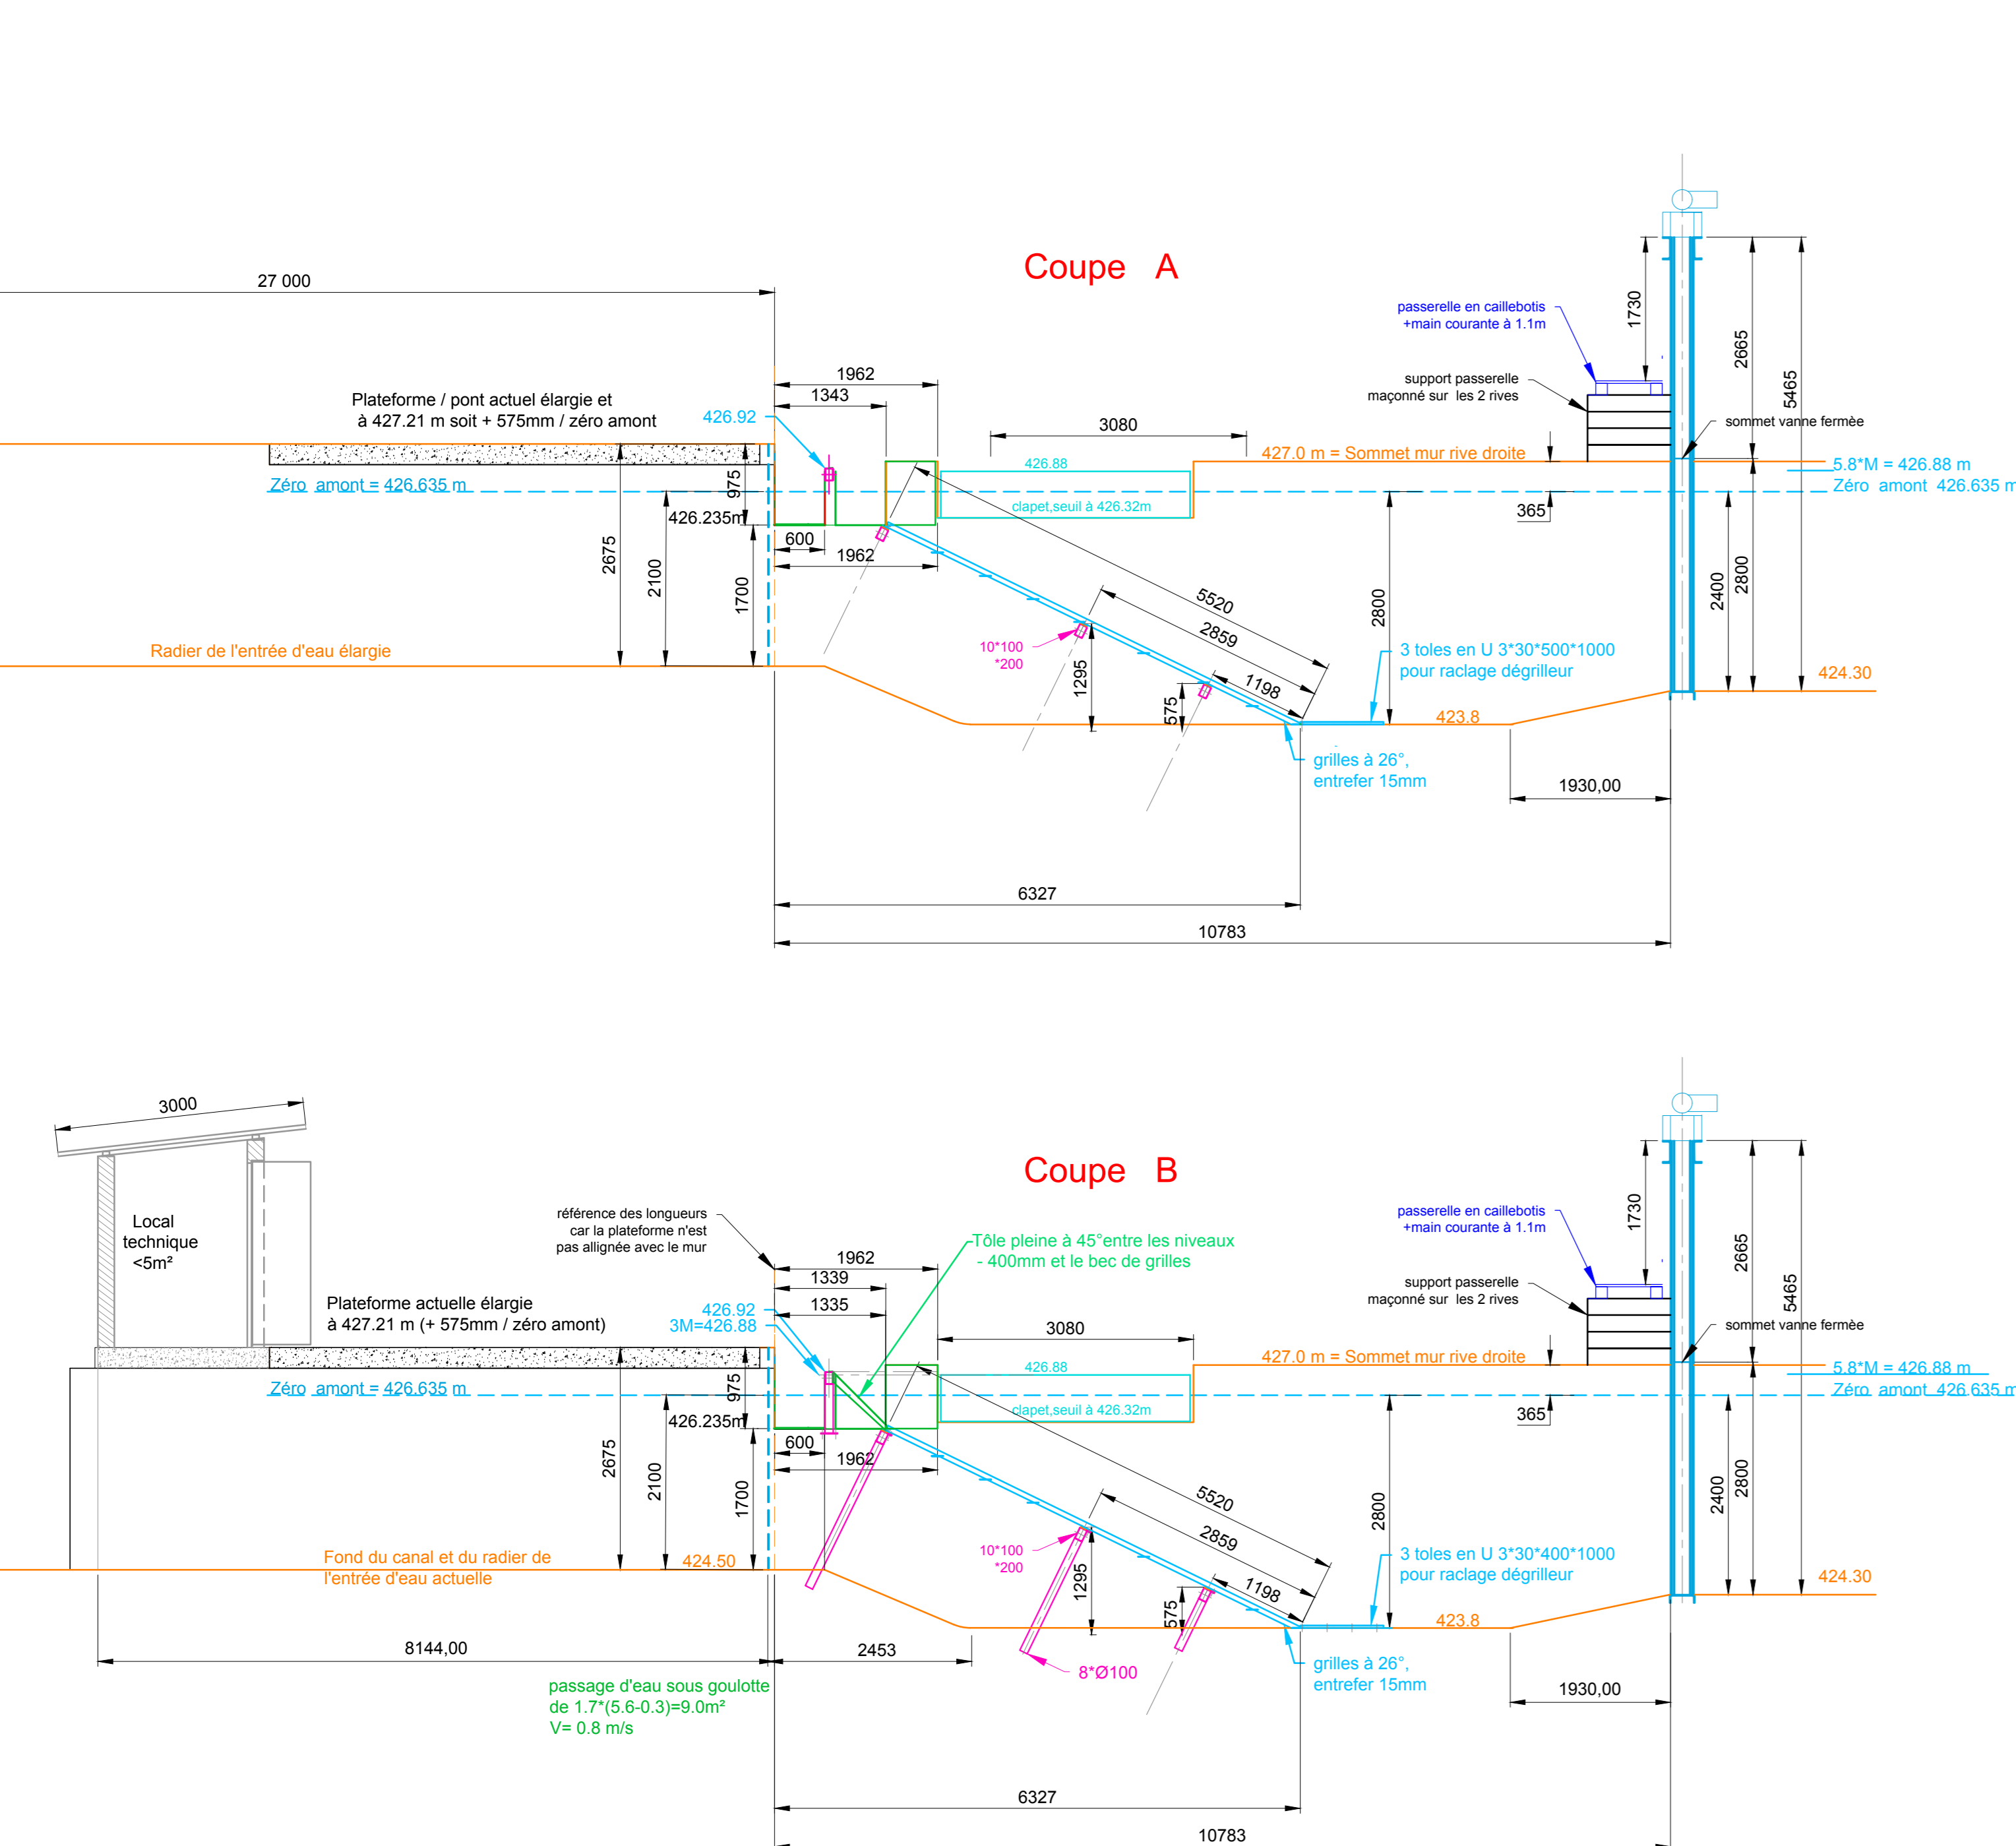 Coupe A
27 000
1730
2665
5465
passerelle en caillebotis
+main courante à 1.1m
support passerelle
maçonné sur les 2 rives
sommet vanne fermèe
1962
1343
Plateforme / pont actuel élargie et
à 427.21 m soit + 575mm / zéro amont
426.92
3080
427.0 m = Sommet mur rive droite
426.88
5.8*M = 426.88 m
Zéro amont = 426.635 m
Zéro amont 426.635 m
975
clapet,seuil à 426.32m
365
426.235m
600
1962
2675
2100
1700
5520
2859
1198
2800
2400
2800
10*100
*200
1295
575
Radier de l'entrée d'eau élargie
3 toles en U 3*30*500*1000
pour raclage dégrilleur
424.30
423.8
grilles à 26°,
entrefer 15mm
1930,00
6327
10783
Coupe B
3000
Local
technique
<5m²
référence des longueurs
car la plateforme n'est
pas allignée avec le mur
Tôle pleine à 45°entre les niveaux
- 400mm et le bec de grilles
1730
2665
5465
passerelle en caillebotis
+main courante à 1.1m
support passerelle
maçonné sur les 2 rives
sommet vanne fermèe
1962
1339
1335
Plateforme actuelle élargie
à 427.21 m (+ 575mm / zéro amont)
426.92
3M=426.88
3080
427.0 m = Sommet mur rive droite
426.88
5.8*M = 426.88 m
Zéro amont = 426.635 m
Zéro amont 426.635 m
975
clapet,seuil à 426.32m
365
426.235m
600
1962
2675
2100
1700
5520
2859
1198
2800
2400
2800
10*100
*200
1295
575
Fond du canal et du radier de
l'entrée d'eau actuelle
424.50
3 toles en U 3*30*400*1000
pour raclage dégrilleur
424.30
423.8
8144,00
2453
8*Ø100
grilles à 26°,
entrefer 15mm
1930,00
passage d'eau sous goulotte
de 1.7*(5.6-0.3)=9.0m²
V= 0.8 m/s
6327
10783